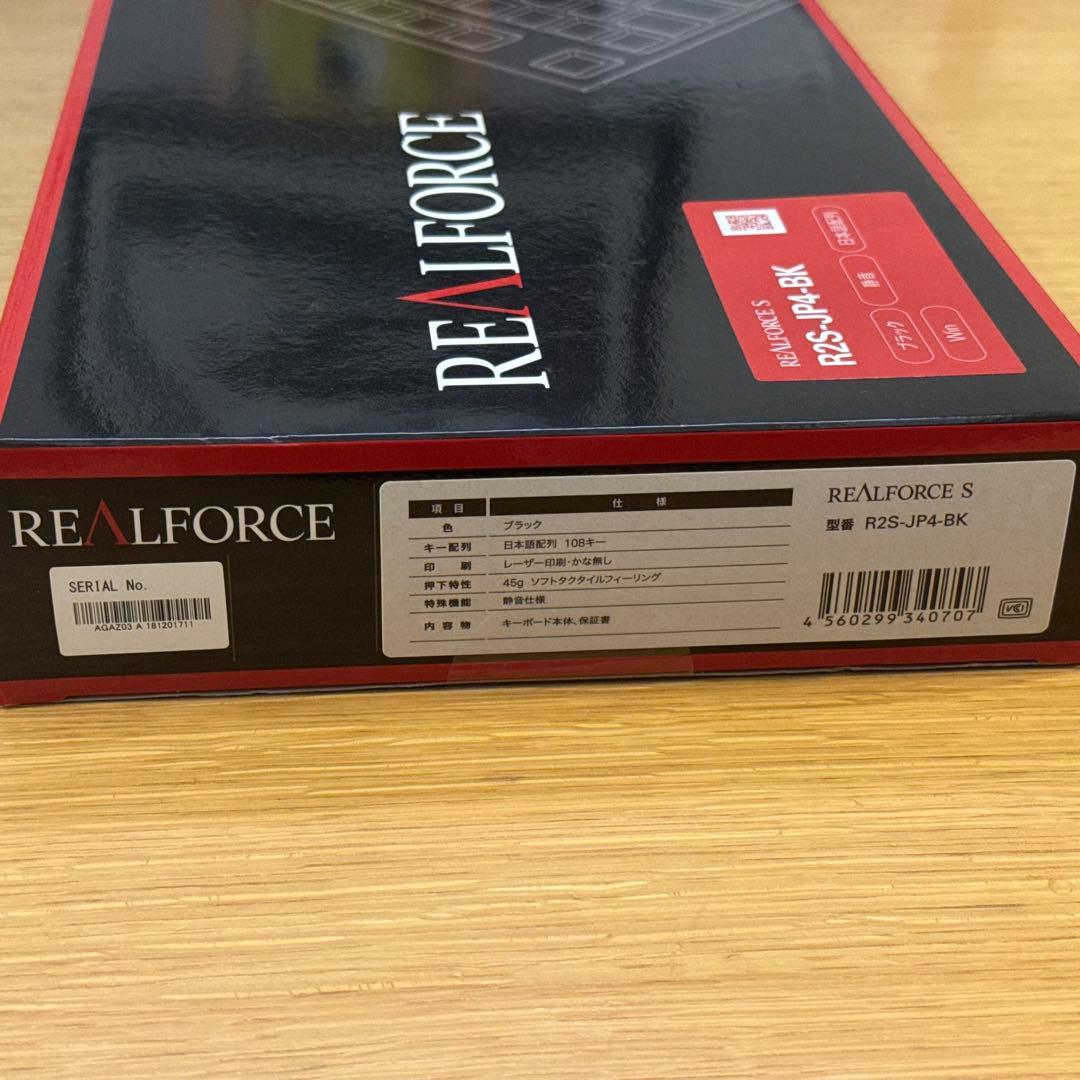 REALFORCE
REALFORCE S
R2S-JP4-BK
ブラック
静音
日本語配列
Win
REALFORCE
SERIAL No.
AGAZ03 A 181201711
項目 仕様
色 ブラック
キー配列 日本語配列 108キー
印刷 レーザー印刷・かな無し
押下特性 45g ソフトタクタイルフィーリング
特殊機能 静音仕様
内容物 キーボード本体、保証書
REALFORCE S
型番 R2S-JP4-BK
4 560299 340707
VCCI